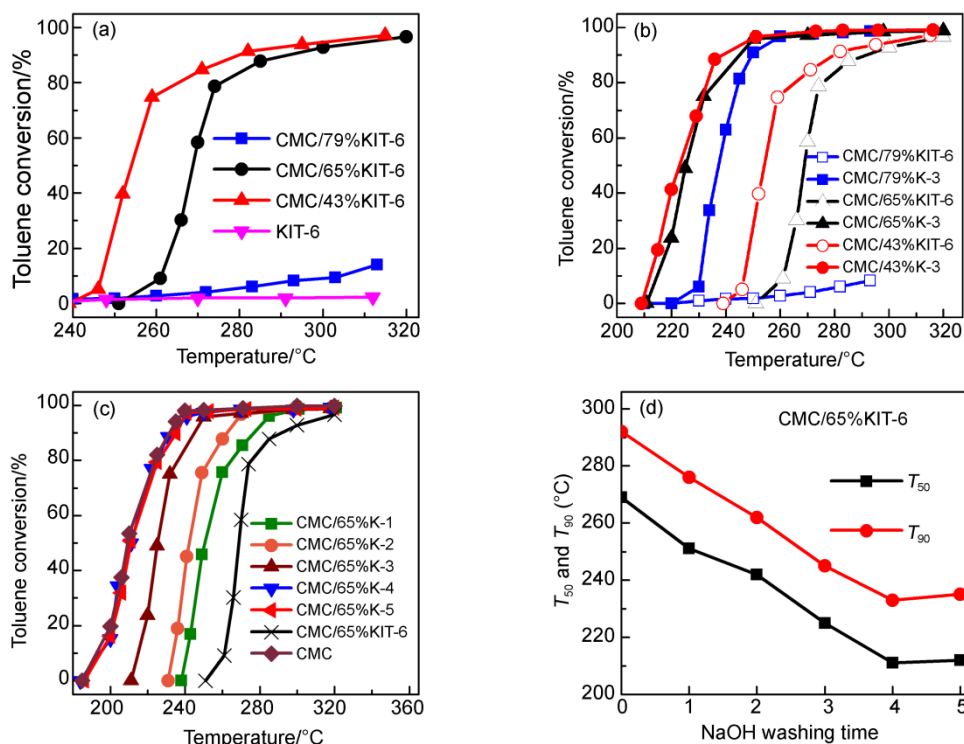 (a)
Toluene conversion/%
100
80
60
40
20
0
CMC/79%KIT-6
CMC/65%KIT-6
CMC/43%KIT-6
KIT-6
240 260 280 300 320
Temperature/°C
(b)
Toluene conversion/%
100
80
60
40
20
0
CMC/79%KIT-6
CMC/79%K-3
CMC/65%KIT-6
CMC/65%K-3
CMC/43%KIT-6
CMC/43%K-3
200 220 240 260 280 300 320
Temperature/°C
(c)
Toluene conversion/%
100
80
60
40
20
0
CMC/65%K-1
CMC/65%K-2
CMC/65%K-3
CMC/65%K-4
CMC/65%K-5
CMC/65%KIT-6
CMC
200 240 280 320 360
Temperature/°C
(d)
T50 and T90 (°C)
300
280
260
240
220
200
CMC/65%KIT-6
T50
T90
0 1 2 3 4 5
NaOH washing time